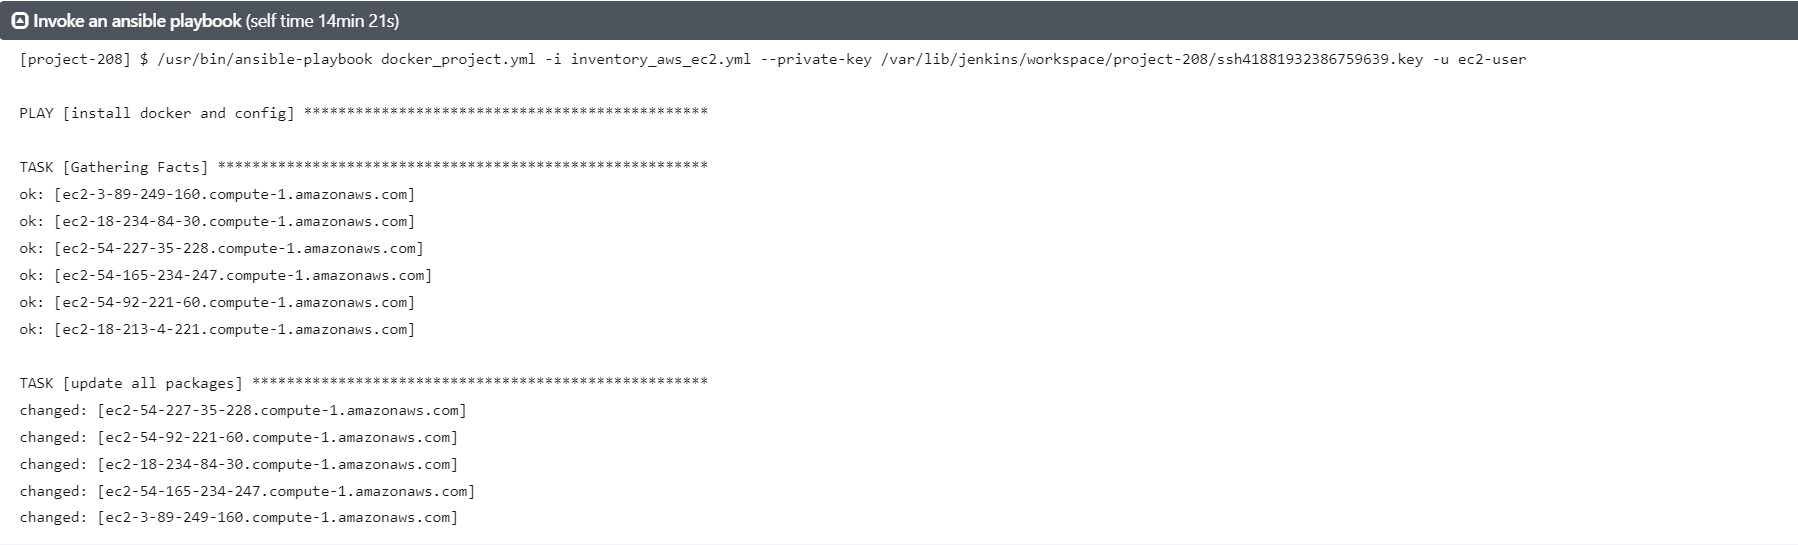 Invoke an ansible playbook (self time 14min 21s)
[project-208] $ /usr/bin/ansible-playbook docker_project.yml -i inventory_aws_ec2.yml --private-key /var/lib/jenkins/workspace/project-208/ssh41881932386759639.key -u ec2-user
PLAY [install docker and config] ***********************************************
TASK [Gathering Facts] *********************************************************
ok: [ec2-3-89-249-160.compute-1.amazonaws.com]
ok: [ec2-18-234-84-30.compute-1.amazonaws.com]
ok: [ec2-54-227-35-228.compute-1.amazonaws.com]
ok: [ec2-54-165-234-247.compute-1.amazonaws.com]
ok: [ec2-54-92-221-60.compute-1.amazonaws.com]
ok: [ec2-18-213-4-221.compute-1.amazonaws.com]
TASK [update all packages] *****************************************************
changed: [ec2-54-227-35-228.compute-1.amazonaws.com]
changed: [ec2-54-92-221-60.compute-1.amazonaws.com]
changed: [ec2-18-234-84-30.compute-1.amazonaws.com]
changed: [ec2-54-165-234-247.compute-1.amazonaws.com]
changed: [ec2-3-89-249-160.compute-1.amazonaws.com]